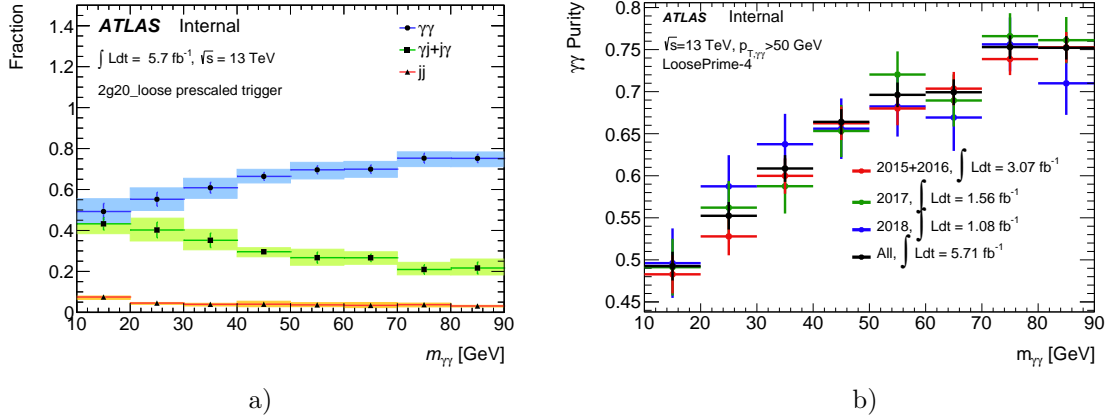 ATLAS Internal
∫ Ldt = 5.7 fb⁻¹, √s = 13 TeV
2g20_loose prescaled trigger
γγ
γj+jγ
jj
Fraction
1.4
1.2
1
0.8
0.6
0.4
0.2
0
10 20 30 40 50 60 70 80 90
m_γγ [GeV]
a)
ATLAS Internal
√s=13 TeV, p_T,γγ>50 GeV
LoosePrime-4
γγ Purity
0.8
0.75
0.7
0.65
0.6
0.55
0.5
0.45
2015+2016, ∫ Ldt = 3.07 fb⁻¹
2017, ∫ Ldt = 1.56 fb⁻¹
2018, ∫ Ldt = 1.08 fb⁻¹
All, ∫ Ldt = 5.71 fb⁻¹
10 20 30 40 50 60 70 80 90
m_γγ [GeV]
b)